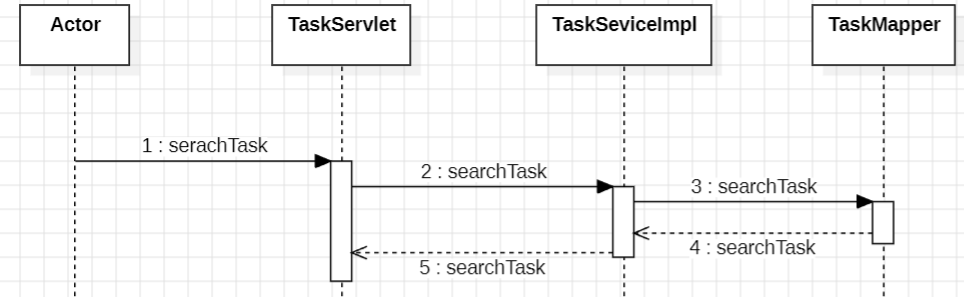 Actor
TaskServlet
TaskSeviceImpl
TaskMapper
1 : serachTask
2 : searchTask
3 : searchTask
4 : searchTask
5 : searchTask